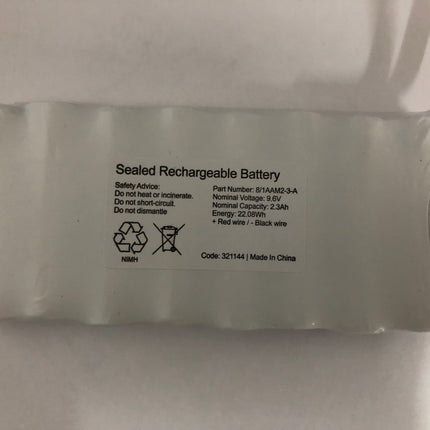 Sealed Rechargeable Battery
Safety Advice:
Do not heat or incinerate.
Do not short-circuit.
Do not dismantle
Part Number: 8/1AAM2-3-A
Nominal Voltage: 9.6V
Nominal Capacity: 2.3Ah
Energy: 22.08Wh
+ Red wire / - Black wire
NiMH
Code: 321144 | Made In China